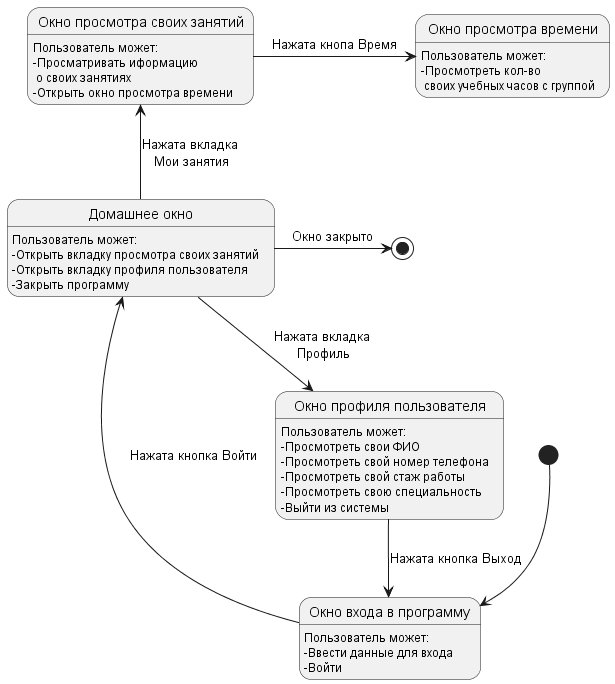 Окно просмотра своих занятий
Пользователь может:
-Просматривать иформацию
о своих занятиях
-Открыть окно просмотра времени
Нажата кнопа Время
Окно просмотра времени
Пользователь может:
-Просмотреть кол-во
своих учебных часов с группой
Нажата вкладка
Мои занятия
Домашнее окно
Пользователь может:
-Открыть вкладку просмотра своих занятий
-Открыть вкладку профиля пользователя
-Закрыть программу
Окно закрыто
Нажата вкладка
Профиль
Окно профиля пользователя
Пользователь может:
-Просмотреть свои ФИО
-Просмотреть свой номер телефона
-Просмотреть свой стаж работы
-Просмотреть свою специальность
-Выйти из системы
Нажата кнопка Войти
Нажата кнопка Выход
Окно входа в программу
Пользователь может:
-Ввести данные для входа
-Войти